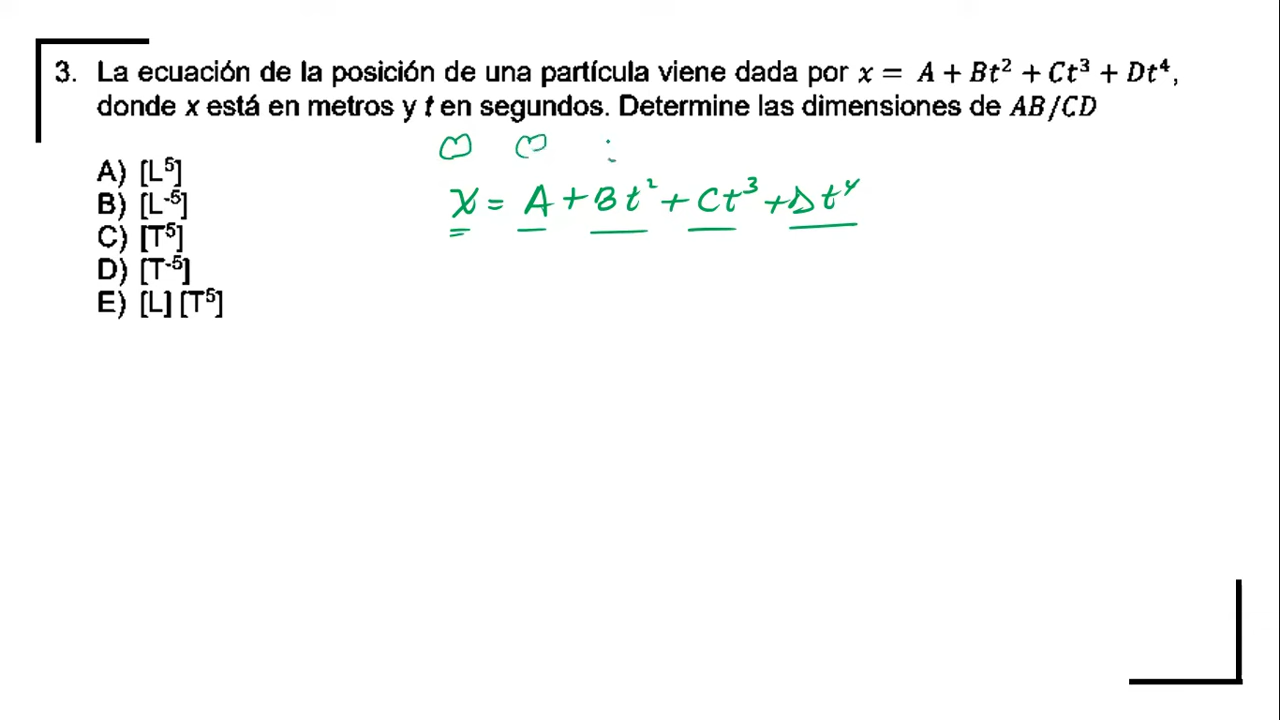 3. La ecuación de la posición de una partícula viene dada por x = A + Bt² + Ct³ + Dt⁴,
donde x está en metros y t en segundos. Determine las dimensiones de AB/CD
A) [L⁵]
B) [L⁻⁵]
C) [T⁵]
D) [T⁻⁵]
E) [L] [T⁵]
x = A + Bt² + Ct³ + Dt⁴